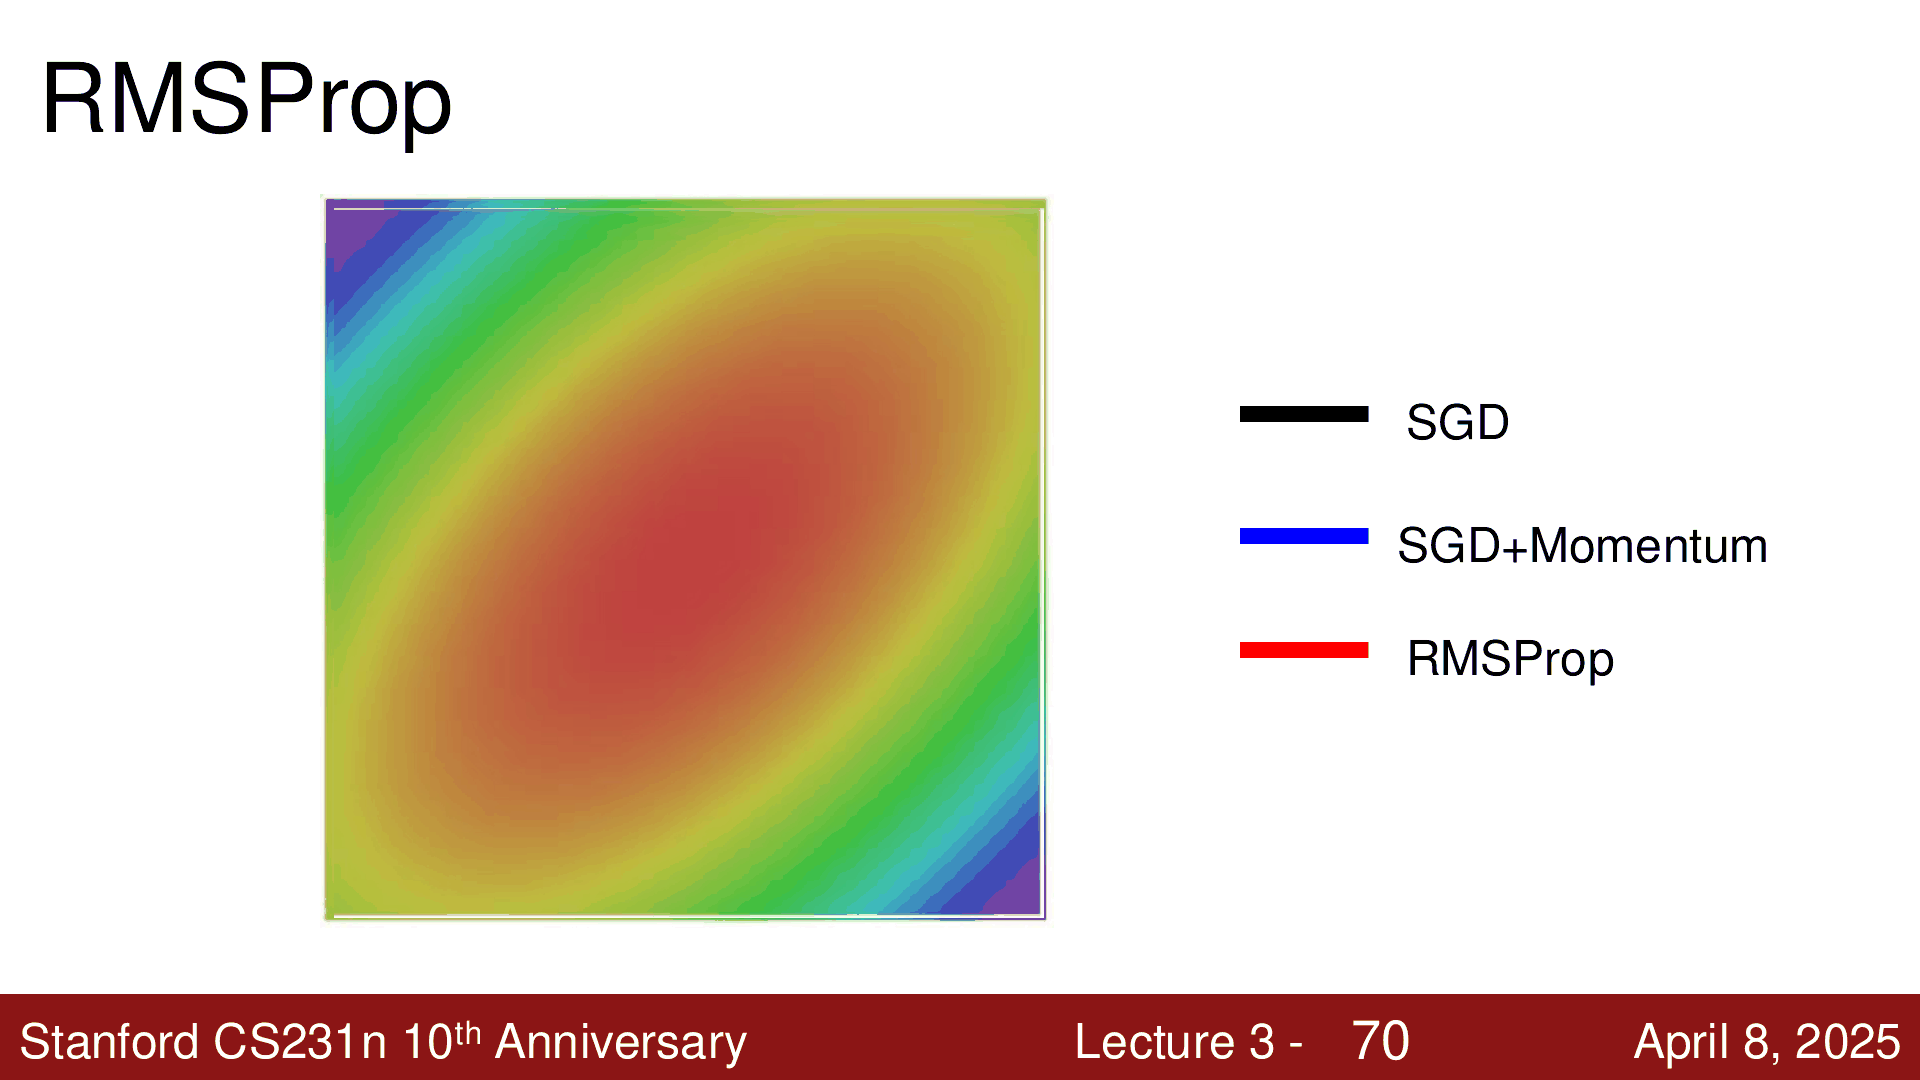 RMSProp
SGD
SGD+Momentum
RMSProp
Stanford CS231n 10th Anniversary
Lecture 3 - 70
April 8, 2025